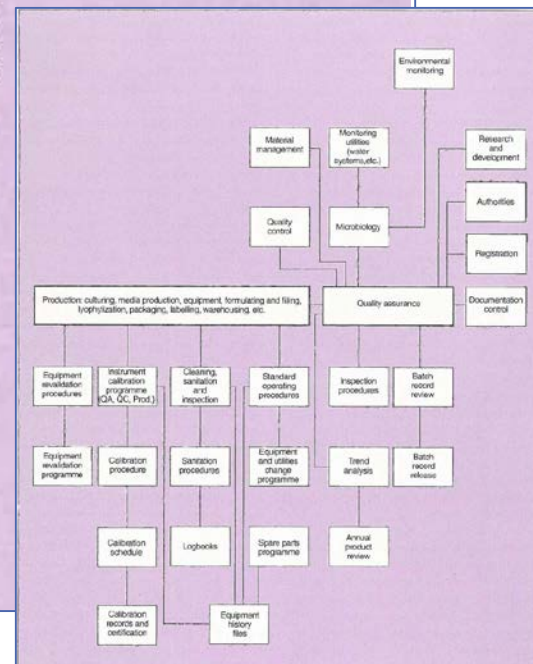 Environmental
monitoring
Material
management
Monitoring
utilities
(water
systems,etc.)
Research
and
development
Authorities
Quality
control
Microbiology
Registration
Production: culturing, media production, equipment, formulating and filling,
lyophylization, packaging, labelling, warehousing, etc.
Quality assurance
Documentation
control
Equipment
revalidation
procedures
Instrument
calibration
programme
(QA, QC, Prod.)
Cleaning,
sanitation
and
inspection
Standard
operating
procedures
Inspection
procedures
Batch
record
review
Equipment
revalidation
programme
Calibration
procedure
Sanitation
procedures
Equipment
and utilities
change
programme
Trend
analysis
Batch
record
release
Calibration
schedule
Logbooks
Spare parts
programme
Annual
product
review
Calibration
records and
certification
Equipment
history
files